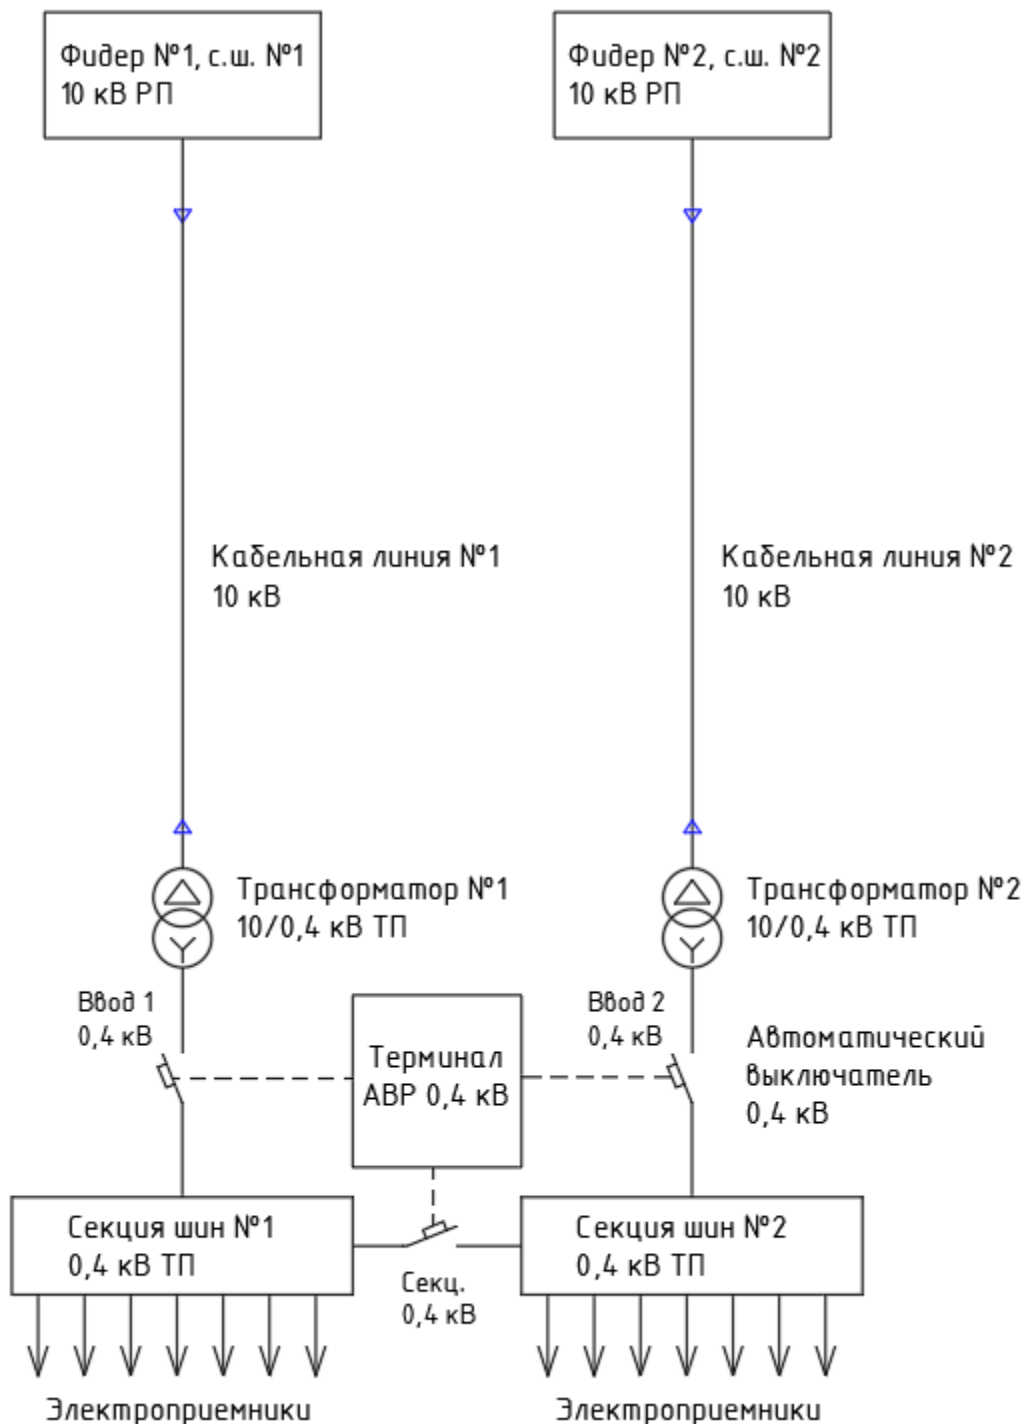 Фидер №1, с.ш. №1
10 кВ РП
Фидер №2, с.ш. №2
10 кВ РП
Кабельная линия №1
10 кВ
Кабельная линия №2
10 кВ
Трансформатор №1
10/0,4 кВ ТП
Трансформатор №2
10/0,4 кВ ТП
Ввод 1
0,4 кВ
Терминал
АВР 0,4 кВ
Ввод 2
0,4 кВ
Автоматический
выключатель
0,4 кВ
Секция шин №1
0,4 кВ ТП
Секц.
0,4 кВ
Секция шин №2
0,4 кВ ТП
Электроприемники
Электроприемники